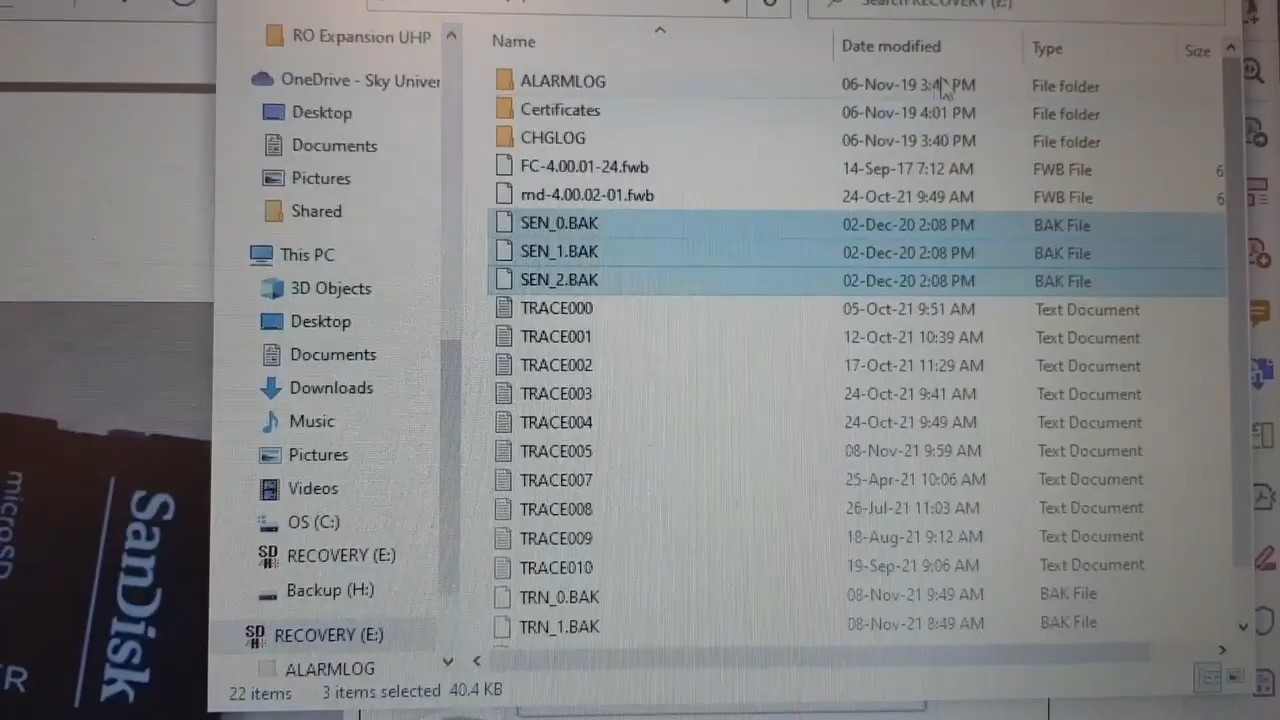 Search RECOVERY (E:)
RO Expansion UHP
OneDrive - Sky Univer
Desktop
Documents
Pictures
Shared
This PC
3D Objects
Desktop
Documents
Downloads
Music
Pictures
Videos
OS (C:)
SD RECOVERY (E:)
Backup (H:)
SD RECOVERY (E:)
ALARMLOG
Name Date modified Type Size
ALARMLOG 06-Nov-19 3:4 PM File folder
Certificates 06-Nov-19 4:01 PM File folder
CHGLOG 06-Nov-19 3:40 PM File folder
FC-4.00.01-24.fwb 14-Sep-17 7:12 AM FWB File 6
rnd-4.00.02-01.fwb 24-Oct-21 9:49 AM FWB File 6
SEN_0.BAK 02-Dec-20 2:08 PM BAK File
SEN_1.BAK 02-Dec-20 2:08 PM BAK File
SEN_2.BAK 02-Dec-20 2:08 PM BAK File
TRACE000 05-Oct-21 9:51 AM Text Document
TRACE001 12-Oct-21 10:39 AM Text Document
TRACE002 17-Oct-21 11:29 AM Text Document
TRACE003 24-Oct-21 9:41 AM Text Document
TRACE004 24-Oct-21 9:49 AM Text Document
TRACE005 08-Nov-21 9:59 AM Text Document
TRACE007 25-Apr-21 10:06 AM Text Document
TRACE008 26-Jul-21 11:03 AM Text Document
TRACE009 18-Aug-21 9:12 AM Text Document
TRACE010 19-Sep-21 9:06 AM Text Document
TRN_0.BAK 08-Nov-21 9:49 AM BAK File
TRN_1.BAK 08-Nov-21 8:49 AM BAK File
22 items 3 items selected 40.4 KB
SanDisk
R